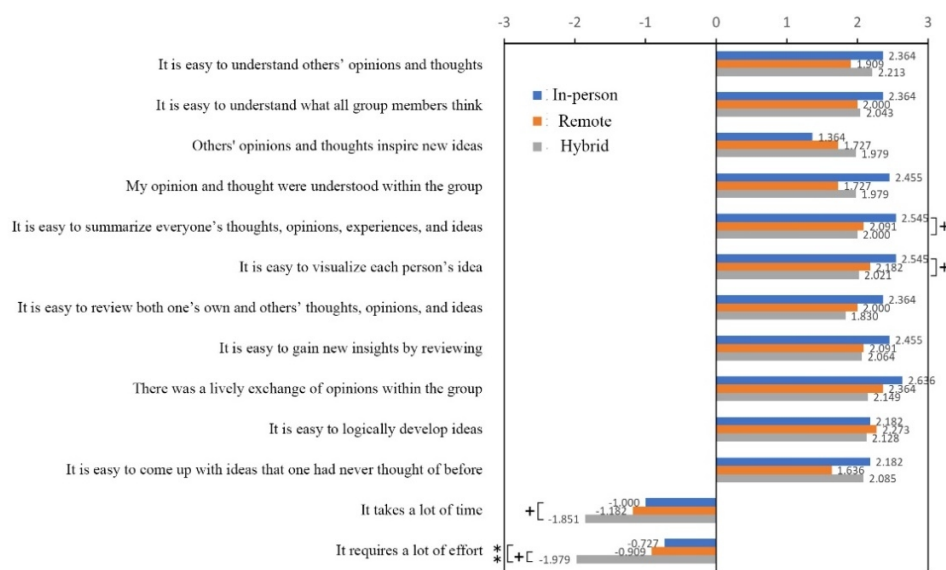 -3 -2 -1 0 1 2 3
It is easy to understand others’ opinions and thoughts 2.364
1.909
2.213
It is easy to understand what all group members think 2.364
2.000
2.043
In-person
Remote
Hybrid
Others' opinions and thoughts inspire new ideas 1.364
1.727
1.979
My opinion and thought were understood within the group 2.455
1.727
1.979
It is easy to summarize everyone’s thoughts, opinions, experiences, and ideas 2.545
2.091 +
2.000
It is easy to visualize each person’s idea 2.545
2.182 +
2.021
It is easy to review both one’s own and others’ thoughts, opinions, and ideas 2.364
2.000
1.830
It is easy to gain new insights by reviewing 2.455
2.091
2.064
There was a lively exchange of opinions within the group 2.636
2.364
2.149
It is easy to logically develop ideas 2.182
2.273
2.128
It is easy to come up with ideas that one had never thought of before 2.182
1.636
2.085
It takes a lot of time -1.000
+ -1.182
-1.851
It requires a lot of effort -0.727
** + -0.909
-1.979